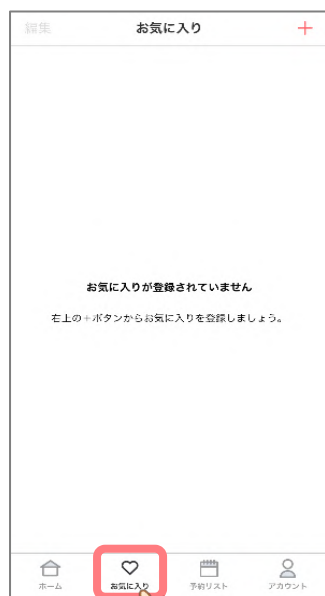 編集
お気に入り
+
お気に入りが登録されていません
右上の+ボタンからお気に入りを登録しましょう。
ホーム
お気に入り
予約リスト
アカウント